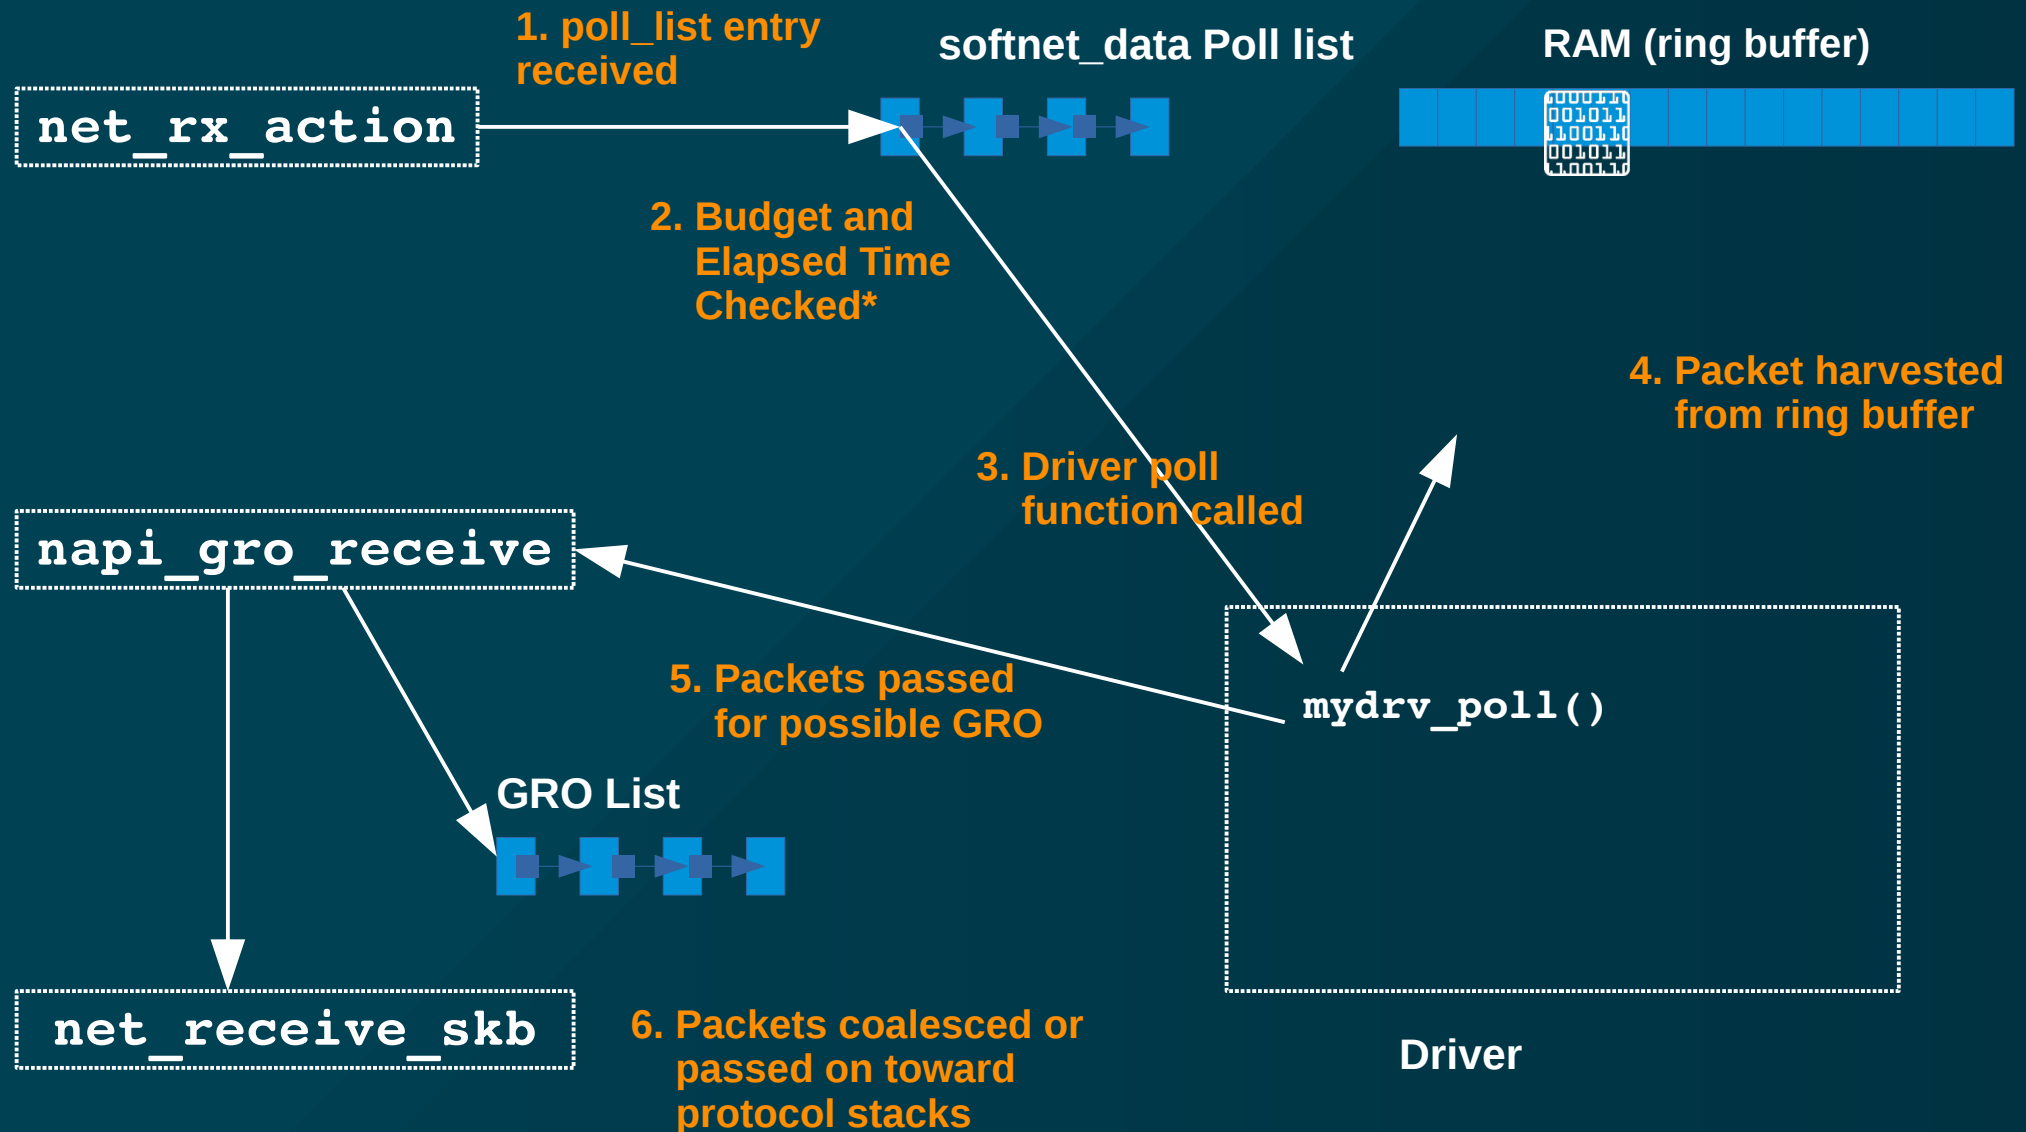 1. poll_list entry
received
softnet_data Poll list
RAM (ring buffer)
net_rx_action
2. Budget and
Elapsed Time
Checked*
4. Packet harvested
from ring buffer
3. Driver poll
function called
napi_gro_receive
5. Packets passed
for possible GRO
mydrv_poll()
GRO List
net_receive_skb
6. Packets coalesced or
passed on toward
protocol stacks
Driver